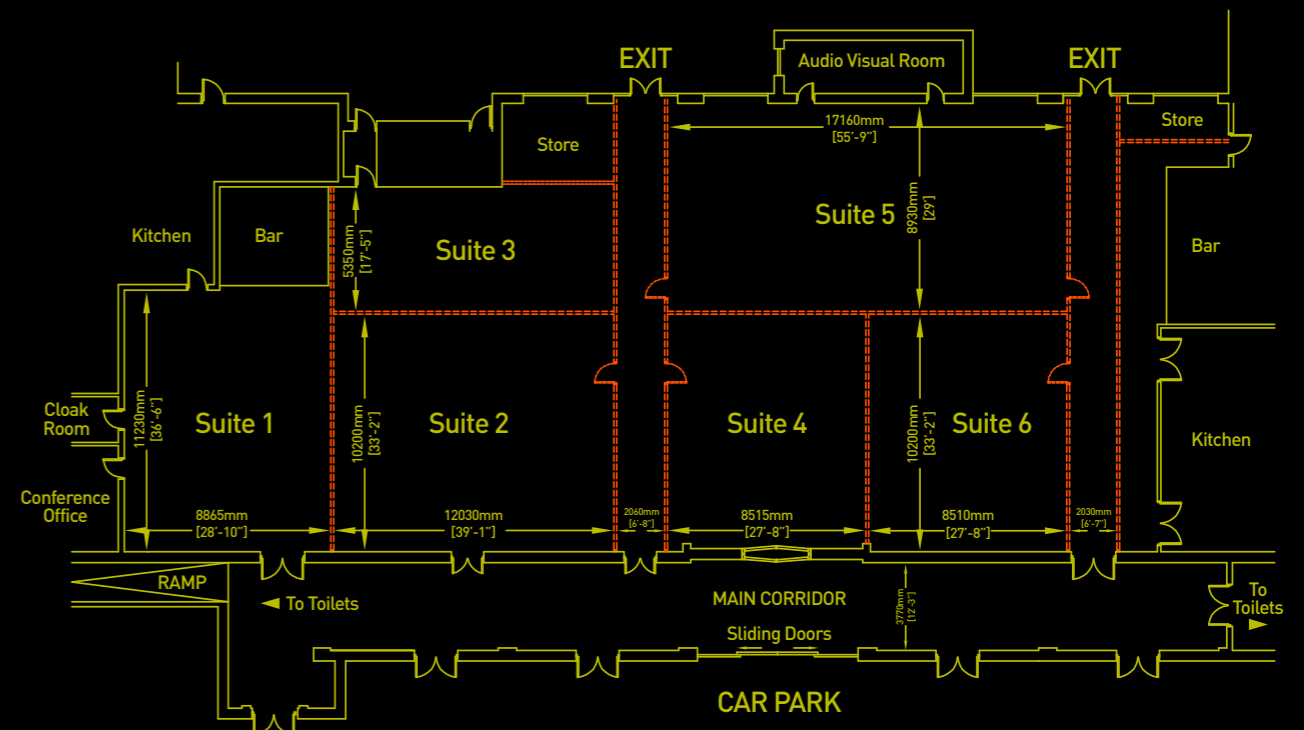 EXIT
EXIT
Audio Visual Room
17160mm
[55'-9"]
Store
Store
8930mm
[29']
Suite 5
Kitchen
Bar
Suite 3
5350mm
[17'-5"]
Bar
11230mm
[36'-6"]
Cloak
Room
Suite 1
10200mm
[33'-2"]
Suite 2
Suite 4
10200mm
[33'-2"]
Suite 6
Kitchen
Conference
Office
8865mm
[28'-10"]
12030mm
[39'-1"]
2060mm
[6'-8"]
8515mm
[27'-8"]
8510mm
[27'-8"]
2030mm
[6'-7"]
RAMP
To Toilets
MAIN CORRIDOR
3770mm
[12'-3"]
To
Toilets
Sliding Doors
CAR PARK